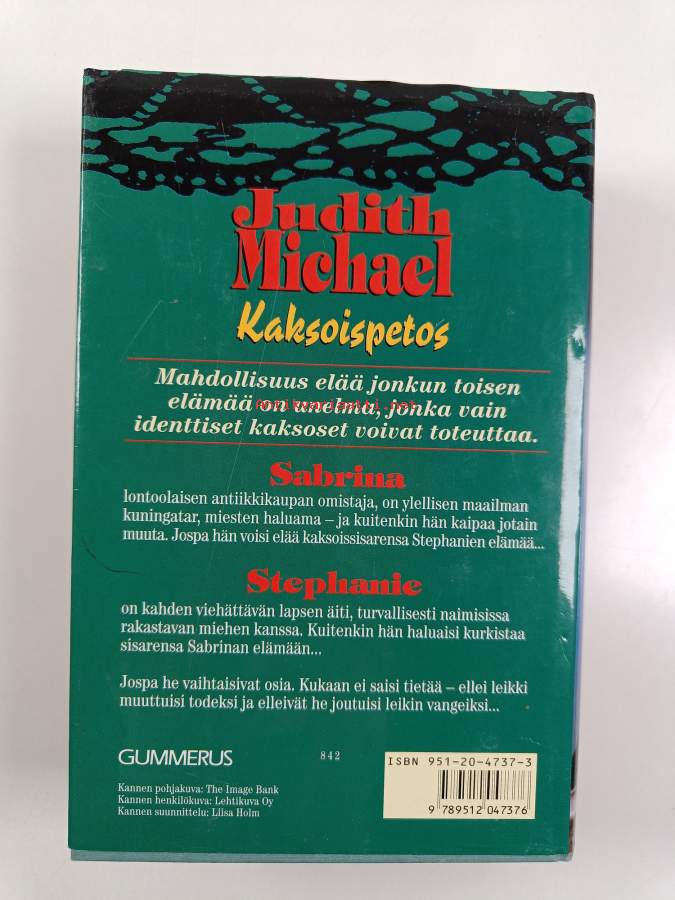 Judith
Michael
Kaksoispetos
Mahdollisuus elää jonkun toisen
elämää on unelma, jonka vain
identtiset kaksoset voivat toteuttaa.
antikvariaatti.net
Sabrina
lontoolaisen antiikkikaupan omistaja, on ylellisen maailman
kuningatar, miesten haluama – ja kuitenkin hän kaipaa jotain
muuta. Jospa hän voisi elää kaksoissisarensa Stephanien elämää...
Stephanie
on kahden viehättävän lapsen äiti, turvallisesti naimisissa
rakastavan miehen kanssa. Kuitenkin hän haluaisi kurkistaa
sisarensa Sabrinan elämään...
Jospa he vaihtaisivat osia. Kukaan ei saisi tietää – ellei leikki
muuttuisi todeksi ja elleivät he joutuisi leikin vangeiksi...
GUMMERUS
842
ISBN 951-20-4737-3
9 789512 047376
Kannen pohjakuva: The Image Bank
Kannen henkilökuva: Lehtikuva Oy
Kannen suunnittelu: Liisa Holm